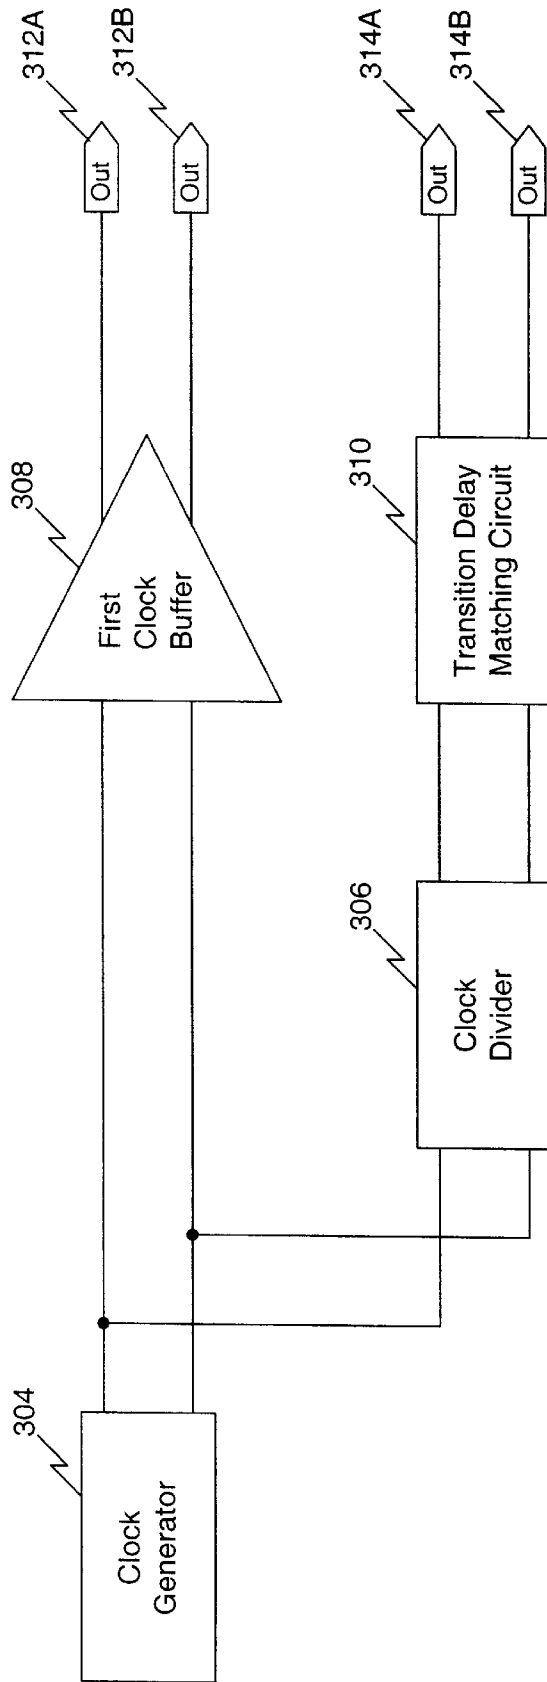 312A
Out
312B
Out
308
First
Clock
Buffer
304
Clock
Generator
314A
Out
314B
Out
310
Transition Delay
Matching Circuit
306
Clock
Divider